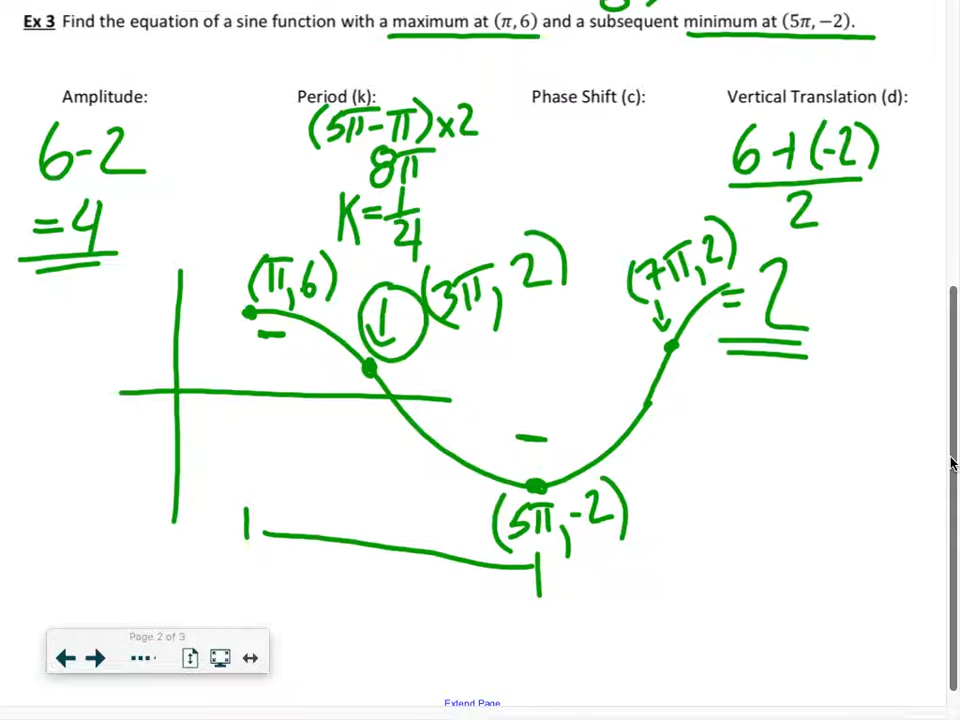 Ex 3 Find the equation of a sine function with a maximum at (π, 6) and a subsequent minimum at (5π, −2).
Amplitude: Period (k): Phase Shift (c): Vertical Translation (d):
6-2
=4
(5π-π)×2
8π
K=1/4
6+(-2)
2
=2
(π,6)
(3π, 2)
(7π,2)
(5π,-2)
Page 2 of 3
Extend Page